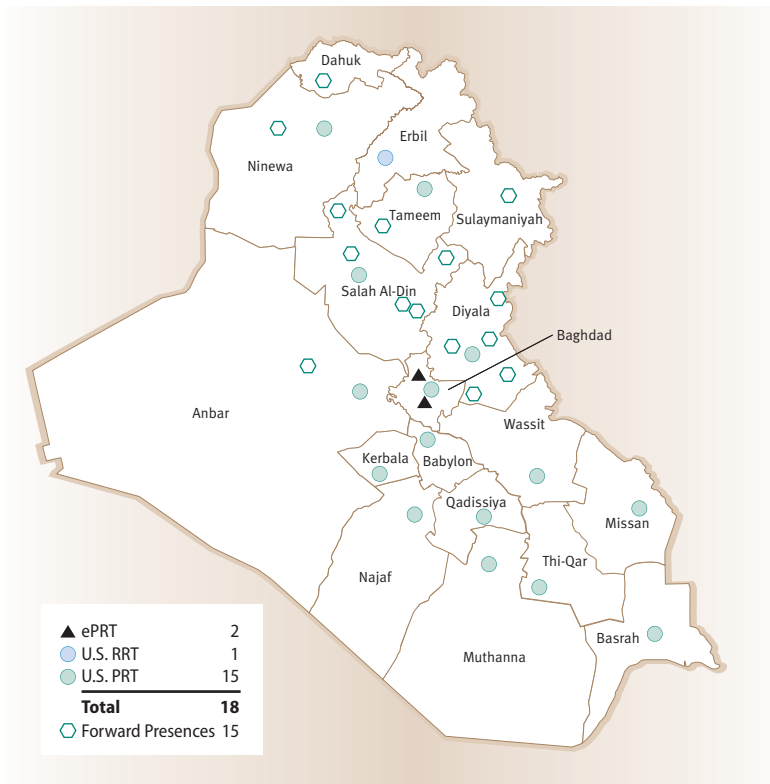 Dahuk
Erbil
Ninewa
Tameem
Sulaymaniyah
Salah Al-Din
Diyala
Baghdad
Anbar
Wassit
Kerbala
Babylon
Qadissiya
Missan
Thi-Qar
Najaf
Basrah
Muthanna
ePRT 2
U.S. RRT 1
U.S. PRT 15
Total 18
Forward Presences 15